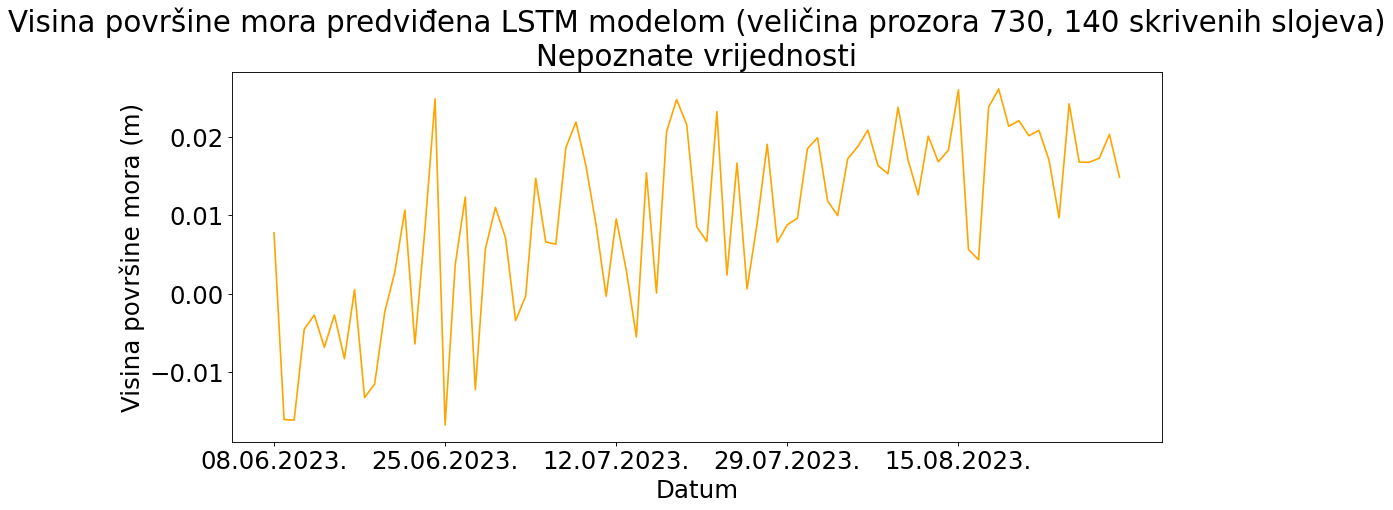 Visina površine mora predviđena LSTM modelom (veličina prozora 730, 140 skrivenih slojeva)
Nepoznate vrijednosti
Visina površine mora (m)
0.02
0.01
0.00
−0.01
08.06.2023. 25.06.2023. 12.07.2023. 29.07.2023. 15.08.2023.
Datum